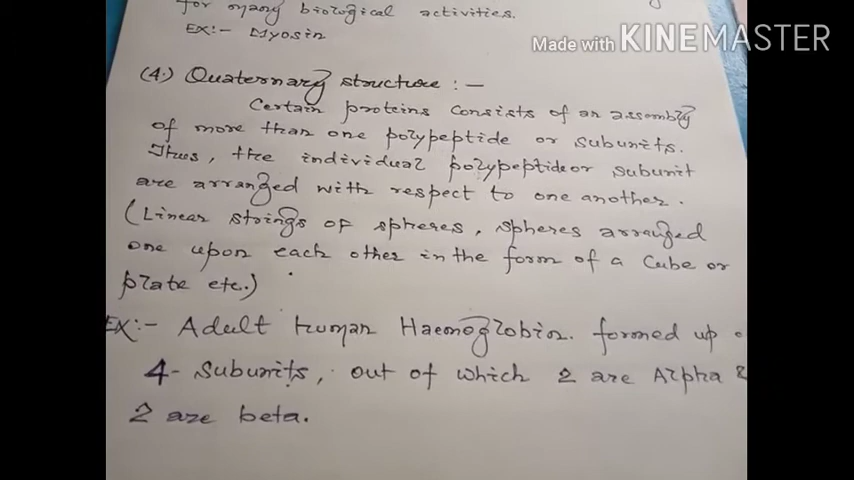 for many biological activities.
Ex:- Myosin
Made with KINEMASTER
(4.) Quaternary structure :-
Certain proteins consists of an assembly
of more than one polypeptide or subunits.
Thus, the individual polypeptide or subunit
are arranged with respect to one another.
(Linear strings of spheres, spheres arranged
one upon each other in the form of a Cube or
plate etc.)
Ex:- Adult human Haemoglobin. formed up
4- Subunits, out of which 2 are Alpha &
2 are beta.